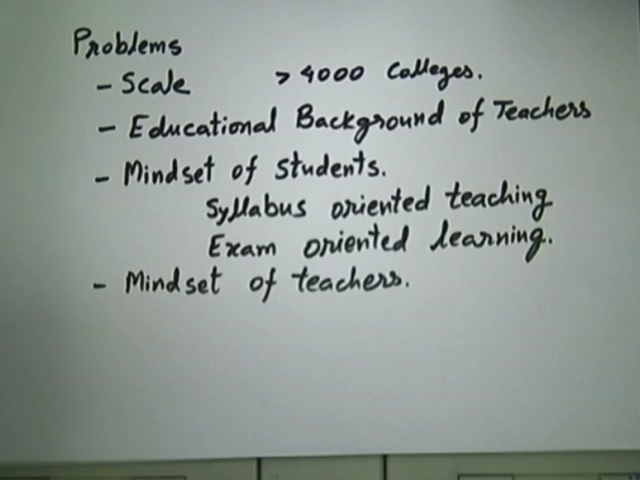 Problems
- Scale > 4000 Colleges.
- Educational Background of Teachers
- Mindset of Students.
Syllabus oriented teaching
Exam oriented learning.
- Mindset of teachers.